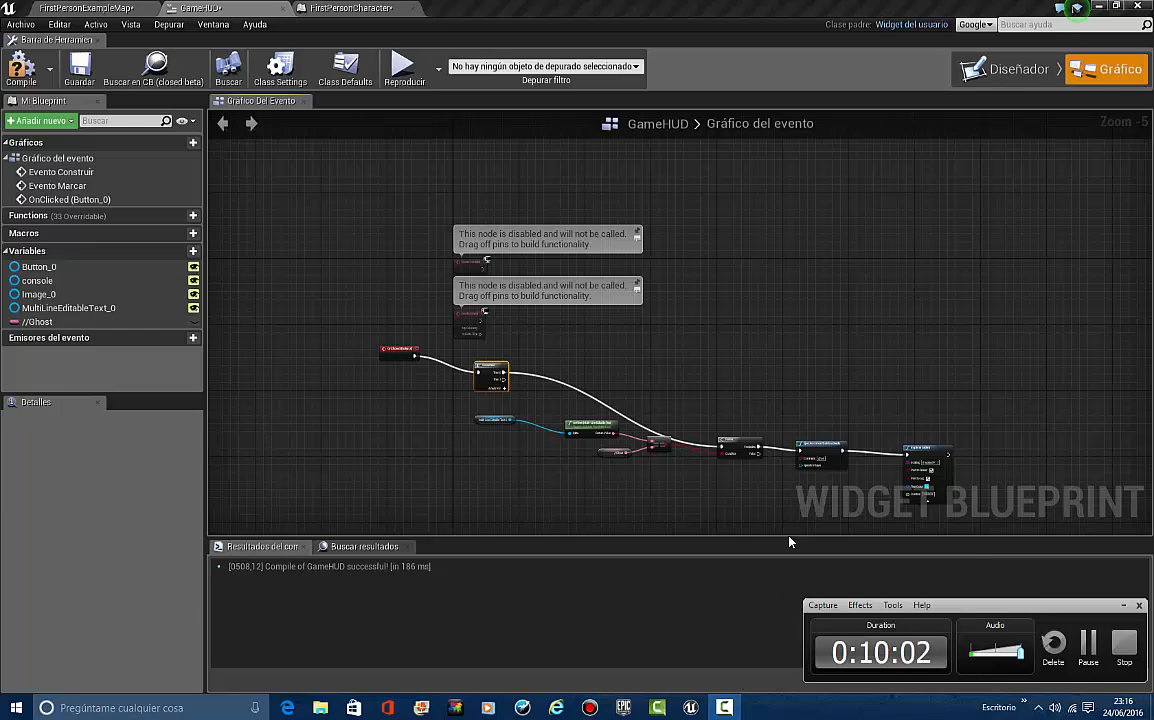 FirstPersonExampleMap•
GameHUD•
FirstPersonCharacter•
Archivo
Editar
Activos
Vista
Depurar
Ventana
Ayuda
Clase padre: Widget del usuario
Google
Buscar ayuda
Barra de Herramien
Compile
Guardar
Buscar en CB (closed beta)
Buscar
Class Settings
Class Defaults
Reproducir
No hay ningún objeto de depurado seleccionado
Depurar filtro
Diseñador
Gráfico
Mi Blueprint
Gráfico Del Evento
Añadir nuevo
Buscar
GameHUD > Gráfico del evento
Zoom -5
Gráficos
Gráfico del evento
Evento Construir
Evento Marcar
OnClicked (Button_0)
Functions (33 Overridable)
Macros
Variables
Button_0
console
Image_0
MultiLineEditableText_0
//Ghost
Emisores del evento
Detalles
This node is disabled and will not be called.
Drag off pins to build functionality
This node is disabled and will not be called.
Drag off pins to build functionality.
WIDGET BLUEPRINT
Resultados del com
Buscar resultados
• [0508,12] Compile of GameHUD successful! [in 186 ms]
Capture
Effects
Tools
Help
Duration
Audio
0:10:02
Delete
Pause
Stop
Pregúntame cualquier cosa
Escritorio
23:16
24/06/2016